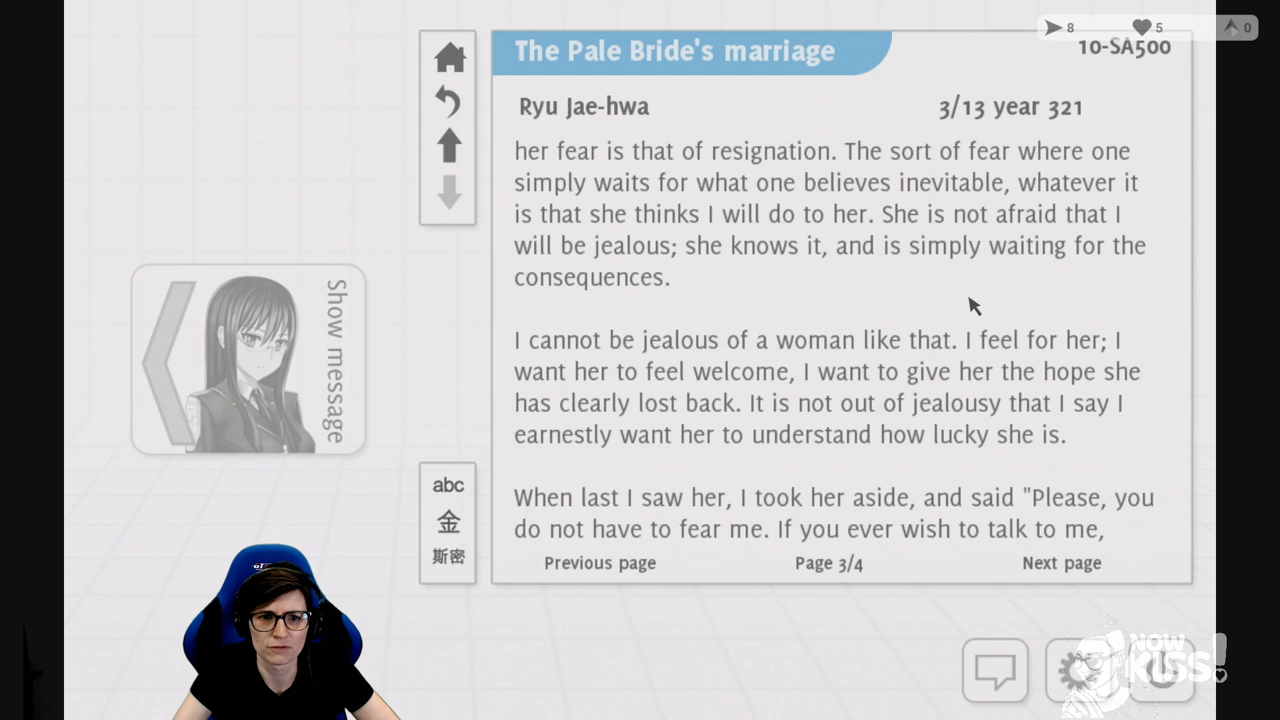 8 5 0
The Pale Bride's marriage
10-SA500
Ryu Jae-hwa 3/13 year 321
her fear is that of resignation. The sort of fear where one
simply waits for what one believes inevitable, whatever it
is that she thinks I will do to her. She is not afraid that I
will be jealous; she knows it, and is simply waiting for the
consequences.
I cannot be jealous of a woman like that. I feel for her; I
want her to feel welcome, I want to give her the hope she
has clearly lost back. It is not out of jealousy that I say I
earnestly want her to understand how lucky she is.
When last I saw her, I took her aside, and said "Please, you
do not have to fear me. If you ever wish to talk to me,
Previous page Page 3/4 Next page
Show message
abc
金
斯密
NOW
KISS!